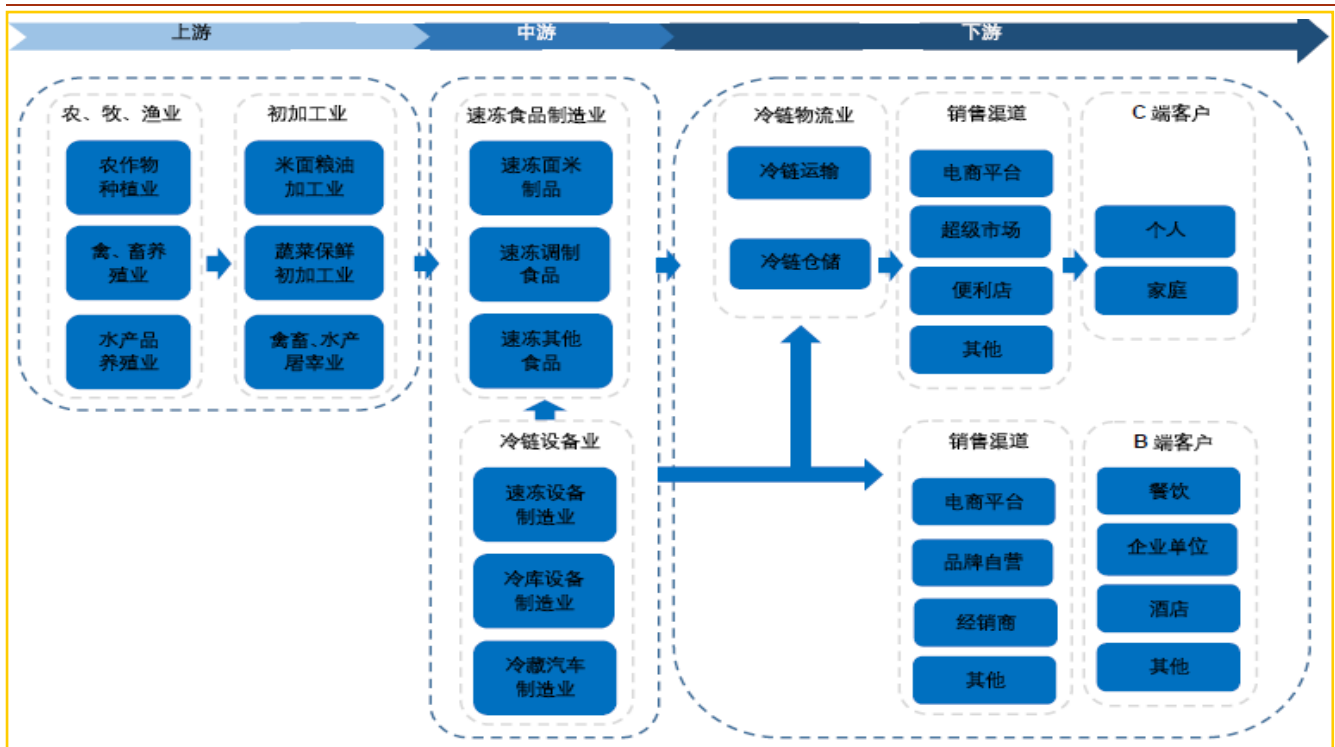 上游
中游
下游
农、牧、渔业
农作物
种植业
禽、畜养
殖业
水产品
养殖业
初加工业
米面粮油
加工业
蔬菜保鲜
初加工业
禽畜、水产
屠宰业
速冻食品制造业
速冻面米
制品
速冻调制
食品
速冻其他
食品
冷链设备业
速冻设备
制造业
冷库设备
制造业
冷藏汽车
制造业
冷链物流业
冷链运输
冷链仓储
销售渠道
电商平台
超级市场
便利店
其他
C 端客户
个人
家庭
销售渠道
电商平台
品牌自营
经销商
其他
B 端客户
餐饮
企业单位
酒店
其他